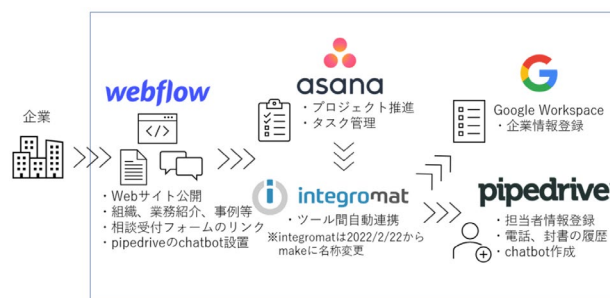 企業
webflow
</>
・Webサイト公開
・組織、業務紹介、事例等
・相談受付フォームのリンク
・pipedriveのchatbot設置
asana
・プロジェクト推進
・タスク管理
integromat
・ツール間自動連携
※integromatは2022/2/22から
makeに名称変更
Google Workspace
・企業情報登録
pipedrive
・担当者情報登録
・電話、封書の履歴
・chatbot作成